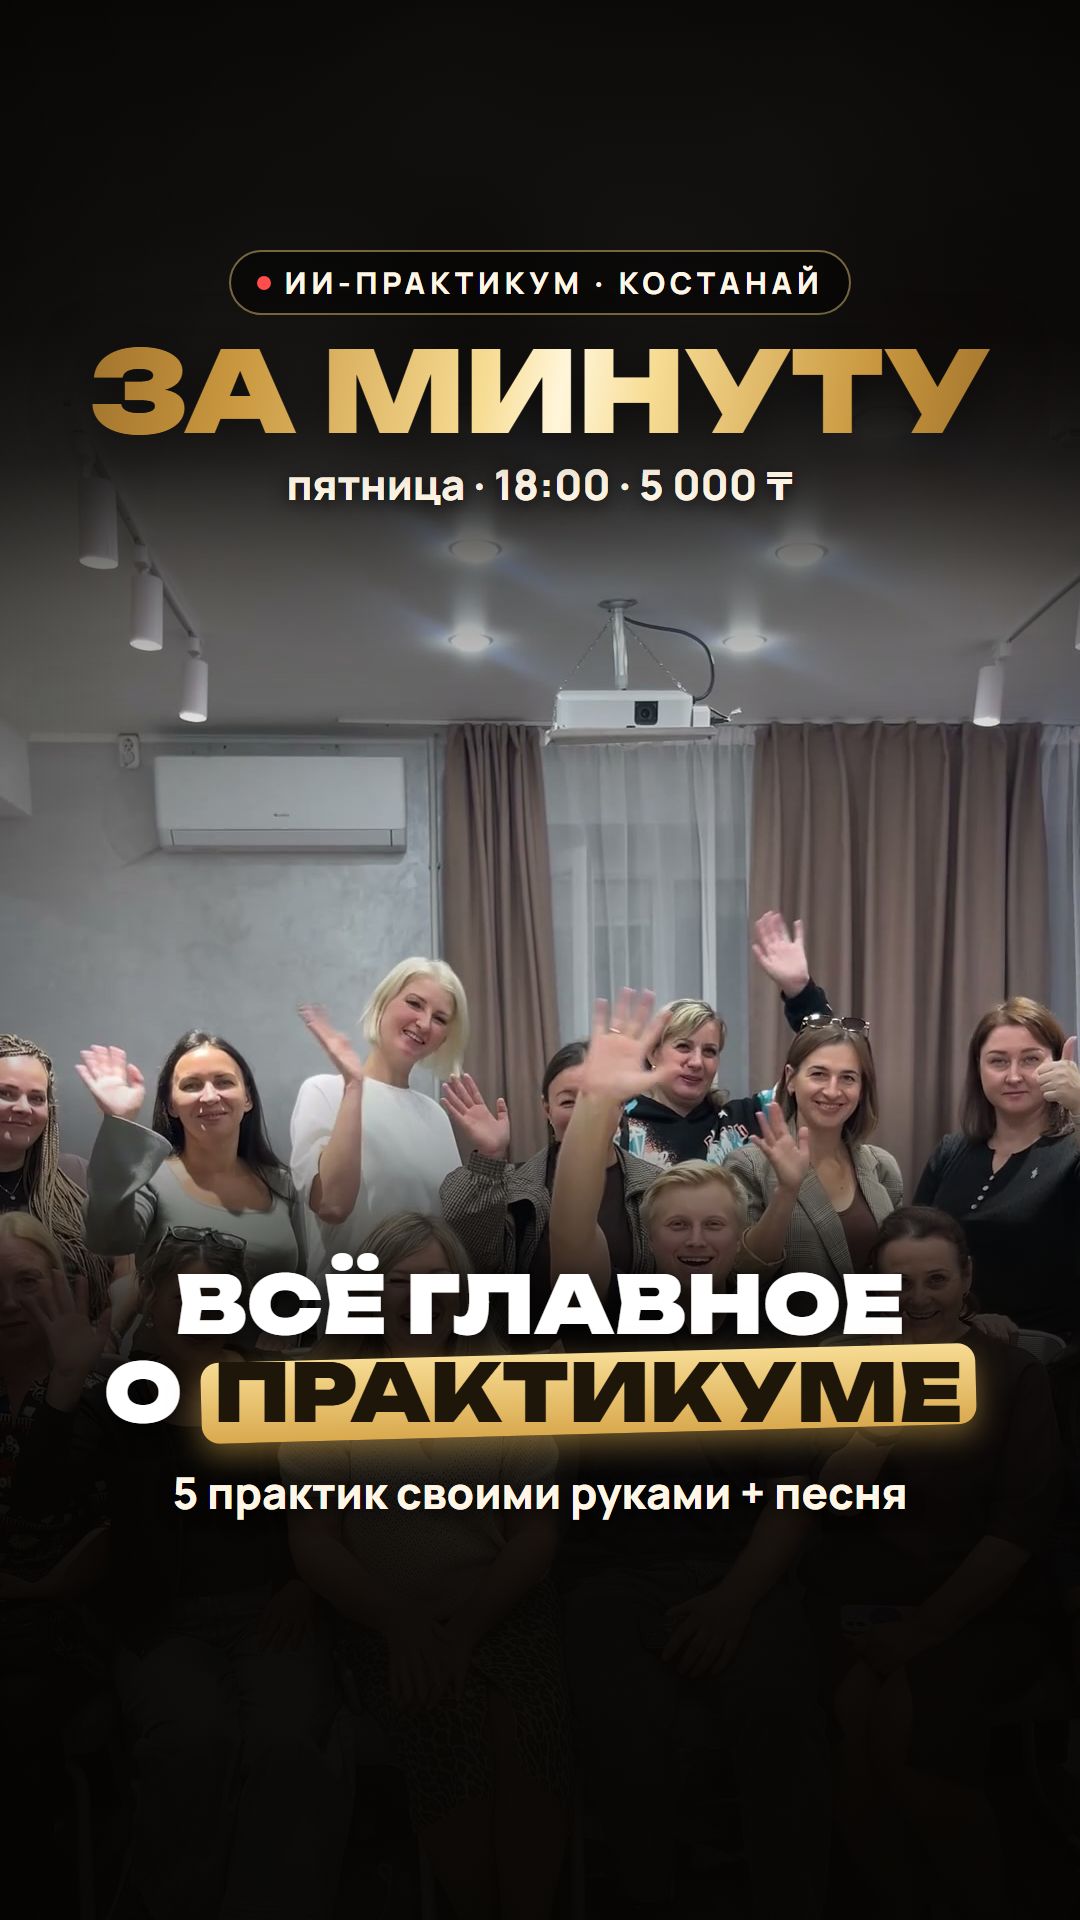 ИИ-ПРАКТИКУМ · КОСТАНАЙ
ЗА МИНУТУ
пятница · 18:00 · 5 000 ₸
ВСЁ ГЛАВНОЕ
О ПРАКТИКУМЕ
5 практик своими руками + песня